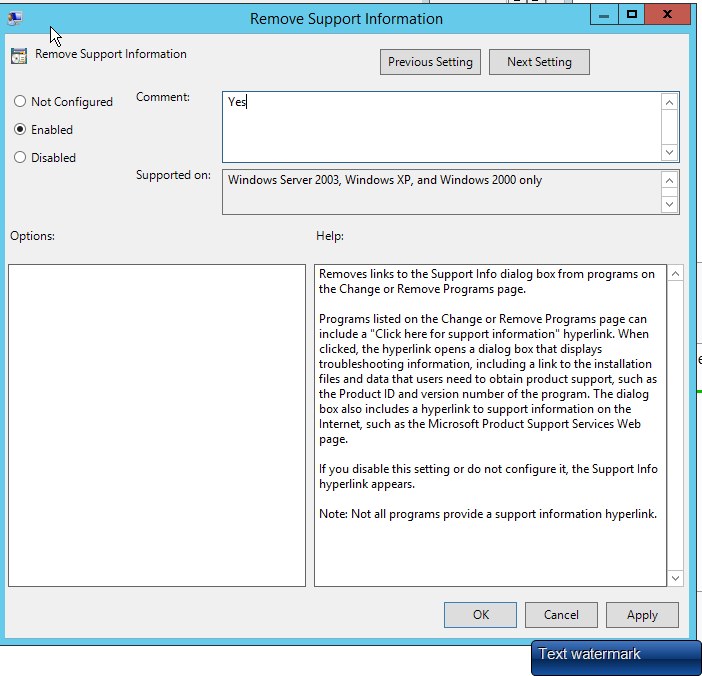 Remove Support Information
Remove Support Information
Previous Setting
Next Setting
Not Configured
Enabled
Disabled
Comment:
Yes
Supported on:
Windows Server 2003, Windows XP, and Windows 2000 only
Options:
Help:
Removes links to the Support Info dialog box from programs on
the Change or Remove Programs page.
Programs listed on the Change or Remove Programs page can
include a "Click here for support information" hyperlink. When
clicked, the hyperlink opens a dialog box that displays
troubleshooting information, including a link to the installation
files and data that users need to obtain product support, such as
the Product ID and version number of the program. The dialog
box also includes a hyperlink to support information on the
Internet, such as the Microsoft Product Support Services Web
page.
If you disable this setting or do not configure it, the Support Info
hyperlink appears.
Note: Not all programs provide a support information hyperlink.
OK
Cancel
Apply
Text watermark